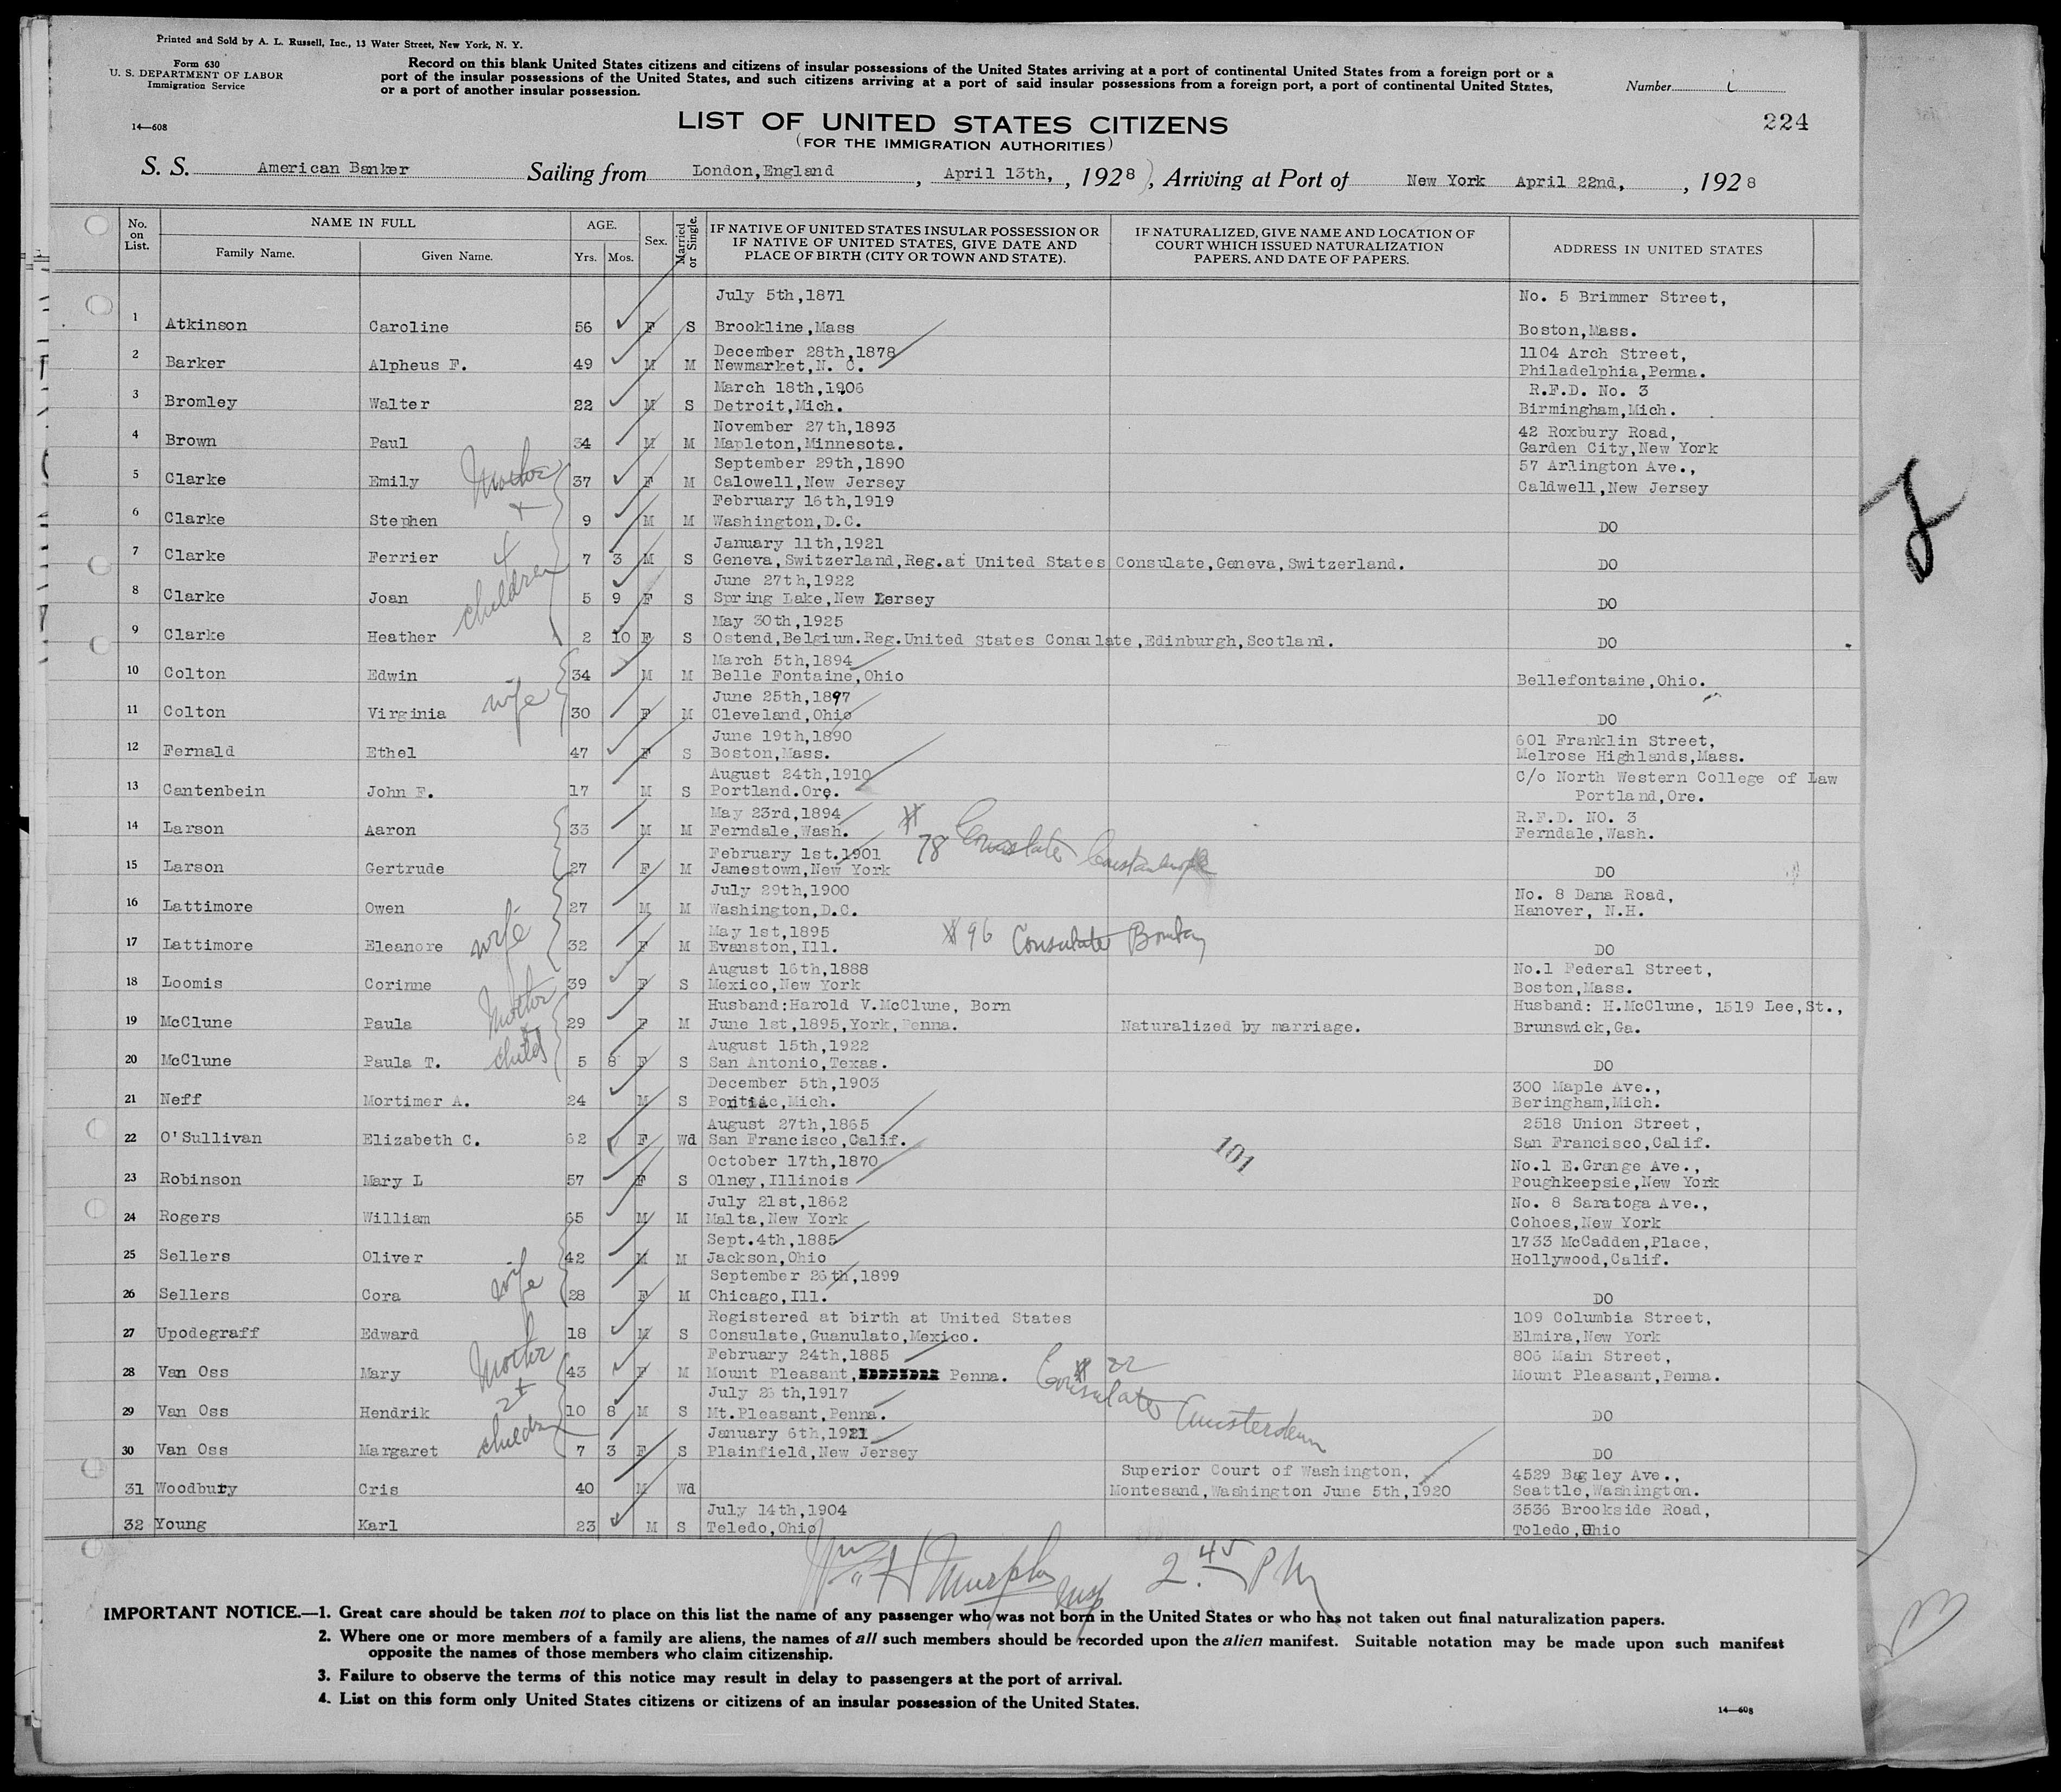 Printed and Sold by A. L. Russell, Inc., 13 Water Street, New York, N. Y.
Form 630
U. S. DEPARTMENT OF LABOR
Immigration Service
Record on this blank United States citizens and citizens of insular possessions of the United States arriving at a port of continental United States from a foreign port or a
port of the insular possessions of the United States, and such citizens arriving at a port of said insular possessions from a foreign port, a port of continental United States,
or a port of another insular possession.
Number
14—608
LIST OF UNITED STATES CITIZENS
(FOR THE IMMIGRATION AUTHORITIES)
224
S. S. American Banker Sailing from London,England , April 13th, , 1928), Arriving at Port of New York April 22nd, , 1928
No. on List.
NAME IN FULL
Family Name.
Given Name.
AGE.
Yrs.
Mos.
Sex.
Married or Single.
IF NATIVE OF UNITED STATES INSULAR POSSESSION OR
IF NATIVE OF UNITED STATES, GIVE DATE AND
PLACE OF BIRTH (CITY OR TOWN AND STATE).
IF NATURALIZED, GIVE NAME AND LOCATION OF
COURT WHICH ISSUED NATURALIZATION
PAPERS, AND DATE OF PAPERS.
ADDRESS IN UNITED STATES
July 5th,1871 No. 5 Brimmer Street,
1 Atkinson Caroline 56 F S Brookline,Mass Boston,Mass.
December 28th,1878 1104 Arch Street,
2 Barker Alpheus F. 49 M M Newmarket,N. C. Philadelphia,Penna.
March 18th,1906 R.F.D. No. 3
3 Bromley Walter 22 M S Detroit,Mich. Birmingham,Mich.
November 27th,1893 42 Roxbury Road,
4 Brown Paul 34 M M Mapleton,Minnesota. Garden City,New York
September 29th,1890 57 Arlington Ave.,
5 Clarke Emily Mother 37 F M Calowell,New Jersey Caldwell,New Jersey
February 16th,1919
6 Clarke Stephen + 9 M M Washington,D.C. DO
January 11th,1921
7 Clarke Ferrier 4 7 3 M S Geneva,Switzerland,Reg.at United States Consulate,Geneva,Switzerland. DO
June 27th,1922
8 Clarke Joan children 5 9 F S Spring Lake,New Jersey DO
May 30th,1925
9 Clarke Heather 2 10 F S Ostend,Belgium.Reg.United States Consulate,Edinburgh,Scotland. DO
March 5th,1894
10 Colton Edwin 34 M M Belle Fontaine,Ohio Bellefontaine,Ohio.
June 25th,1897
11 Colton Virginia wife 30 F M Cleveland,Ohio DO
June 19th,1890 601 Franklin Street,
12 Fernald Ethel 47 F S Boston,Mass. Melrose Highlands,Mass.
August 24th,1910 C/o North Western College of Law
13 Cantenbein John F. 17 M S Portland.Ore. Portland,Ore.
May 23rd,1894 R.F.D. NO. 3
14 Larson Aaron 33 M M Ferndale,Wash. Ferndale,Wash.
# 78 Consulate Constantinople
February 1st.1901
15 Larson Gertrude 27 F M Jamestown,New York DO
July 29th,1900 No. 8 Dana Road,
16 Lattimore Owen 27 M M Washington,D.C. Hanover, N.H.
May 1st,1895
17 Lattimore Eleanore wife 32 F M Evanston,Ill. #96 Consulate Bombay DO
August 16th,1888 No.1 Federal Street,
18 Loomis Corinne 39 F S Mexico,New York Boston,Mass.
Husband:Harold V.McClune, Born Husband: H.McClune, 1519 Lee,St.,
19 McClune Paula Mother 29 F M June 1st,1895,York,Penna. Naturalized by marriage. Brunswick,Ga.
August 15th,1922
20 McClune Paula T. child 5 8 F S San Antonio,Texas. DO
December 5th,1903 300 Maple Ave.,
21 Neff Mortimer A. 24 M S Pontiac,Mich. Beringham,Mich.
August 27th,1865 2518 Union Street,
22 O'Sullivan Elizabeth C. 62 F Wd San Francisco,Calif. San Francisco,Calif.
101
October 17th,1870 No.1 E.Grange Ave.,
23 Robinson Mary L 57 F S Olney,Illinois Poughkeepsie,New York
July 21st,1862 No. 8 Saratoga Ave.,
24 Rogers William 65 M M Malta,New York Cohoes,New York
Sept.4th,1885 1733 McCadden,Place,
25 Sellers Oliver 42 M M Jackson,Ohio Hollywood,Calif.
September 26th,1899
26 Sellers Cora wife 28 F M Chicago,Ill. DO
Registered at birth at United States 109 Columbia Street,
27 Upodegraff Edward 18 M S Consulate,Guanulato,Mexico. Elmira,New York
February 24th,1885 806 Main Street,
28 Van Oss Mary Mother 43 F M Mount Pleasant, Penna. Mount Pleasant,Penna.
# 22 Consulate Amsterdam
July 23th,1917
29 Van Oss Hendrik 2 10 8 M S Mt.Pleasant,Penna. DO
January 6th,1921
30 Van Oss Margaret 7 3 F S Plainfield,New Jersey DO
Superior Court of Washington, 4529 Bagley Ave.,
31 Woodbury Cris 40 M Wd Montesand,Washington June 5th,1920 Seattle,Washington.
July 14th,1904 3536 Brookside Road,
32 Young Karl 23 M S Teledo,Ohio Toledo,Ohio
Wm H Murphy Insp 2.45 PM
IMPORTANT NOTICE.—1. Great care should be taken not to place on this list the name of any passenger who was not born in the United States or who has not taken out final naturalization papers.
2. Where one or more members of a family are aliens, the names of all such members should be recorded upon the alien manifest. Suitable notation may be made upon such manifest
opposite the names of those members who claim citizenship.
3. Failure to observe the terms of this notice may result in delay to passengers at the port of arrival.
4. List on this form only United States citizens or citizens of an insular possession of the United States.
14—608